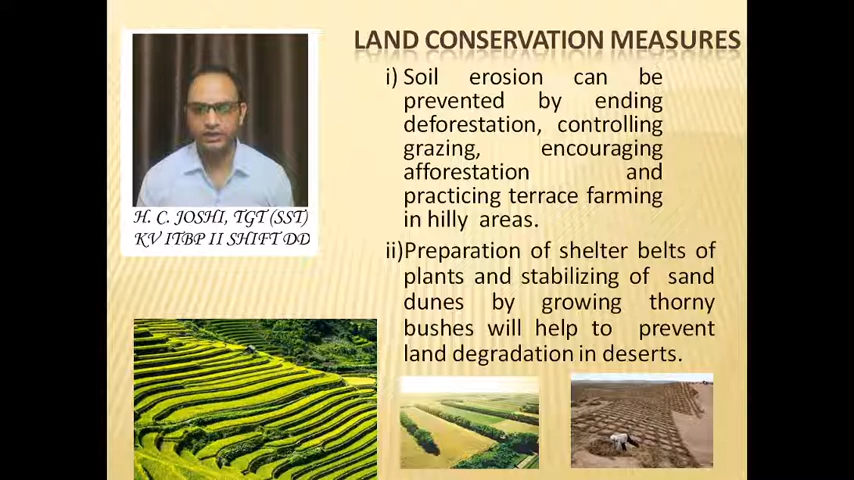 LAND CONSERVATION MEASURES
i) Soil erosion can be
prevented by ending
deforestation, controlling
grazing, encouraging
afforestation and
practicing terrace farming
in hilly areas.
H. C. JOSHI, TGT (SST)
KV ITBP II SHIFT DD
ii)Preparation of shelter belts of
plants and stabilizing of sand
dunes by growing thorny
bushes will help to prevent
land degradation in deserts.